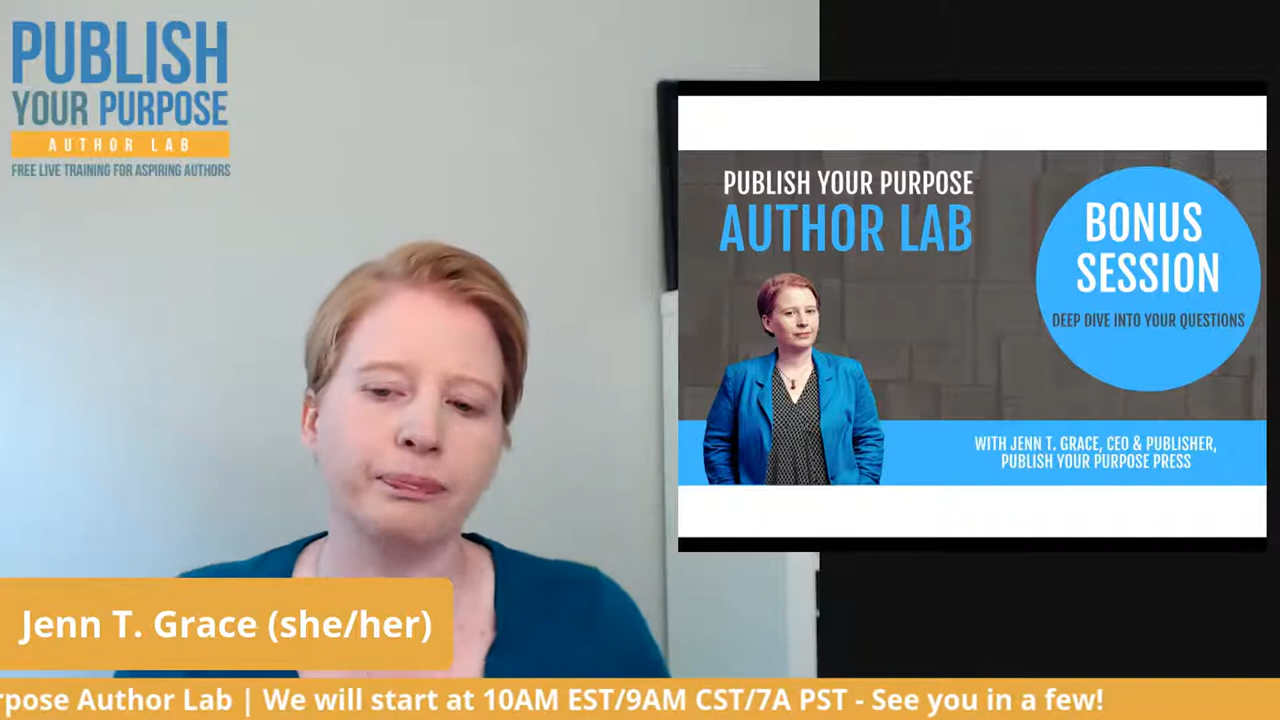 PUBLISH
YOUR PURPOSE
AUTHOR LAB
FREE LIVE TRAINING FOR ASPIRING AUTHORS
PUBLISH YOUR PURPOSE
AUTHOR LAB
BONUS
SESSION
DEEP DIVE INTO YOUR QUESTIONS
WITH JENN T. GRACE, CEO & PUBLISHER,
PUBLISH YOUR PURPOSE PRESS
Jenn T. Grace (she/her)
rpose Author Lab | We will start at 10AM EST/9AM CST/7A PST - See you in a few!